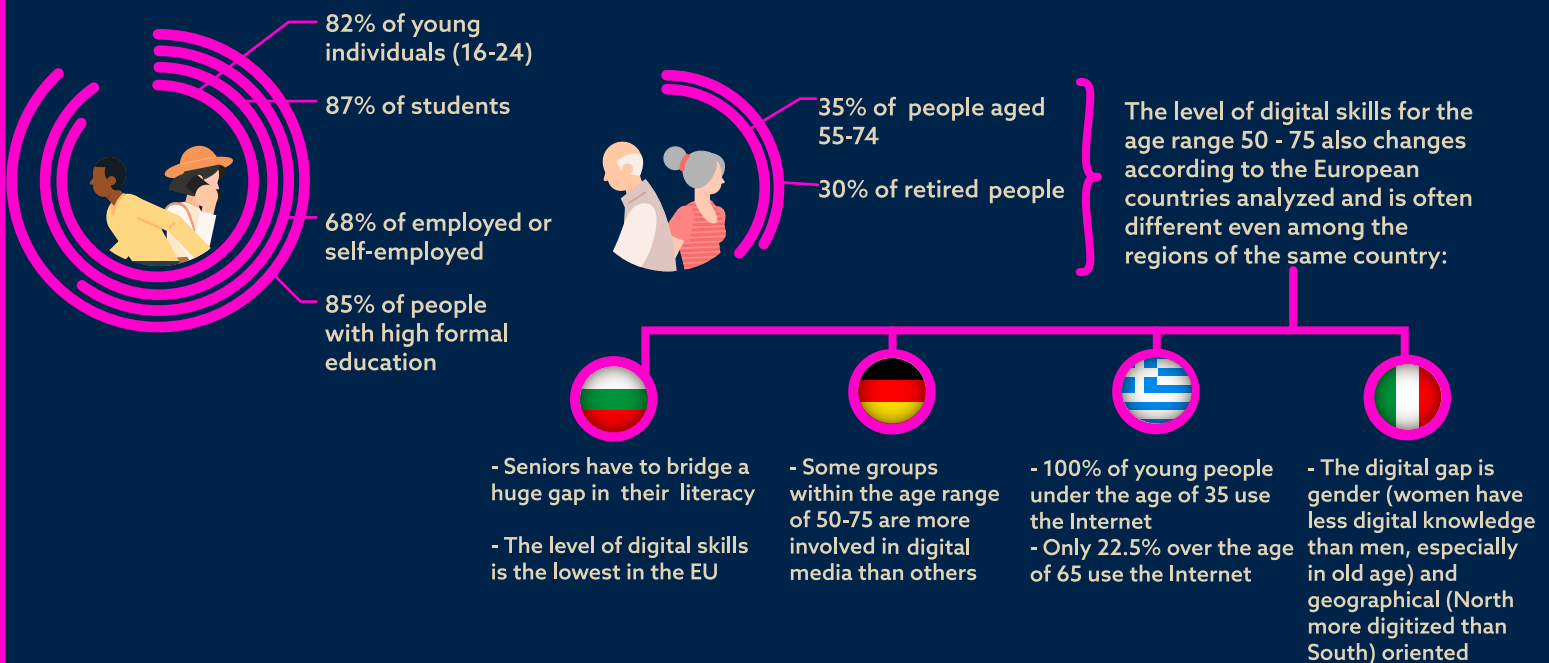 82% of young
individuals (16-24)
87% of students
68% of employed or
self-employed
85% of people
with high formal
education
35% of people aged
55-74
30% of retired people
The level of digital skills for the
age range 50 - 75 also changes
according to the European
countries analyzed and is often
different even among the
regions of the same country:
- Seniors have to bridge a
huge gap in their literacy
- The level of digital skills
is the lowest in the EU
- Some groups
within the age range
of 50-75 are more
involved in digital
media than others
- 100% of young people
under the age of 35 use
the Internet
- Only 22.5% over the age
of 65 use the Internet
- The digital gap is
gender (women have
less digital knowledge
than men, especially
in old age) and
geographical (North
more digitized than
South) oriented